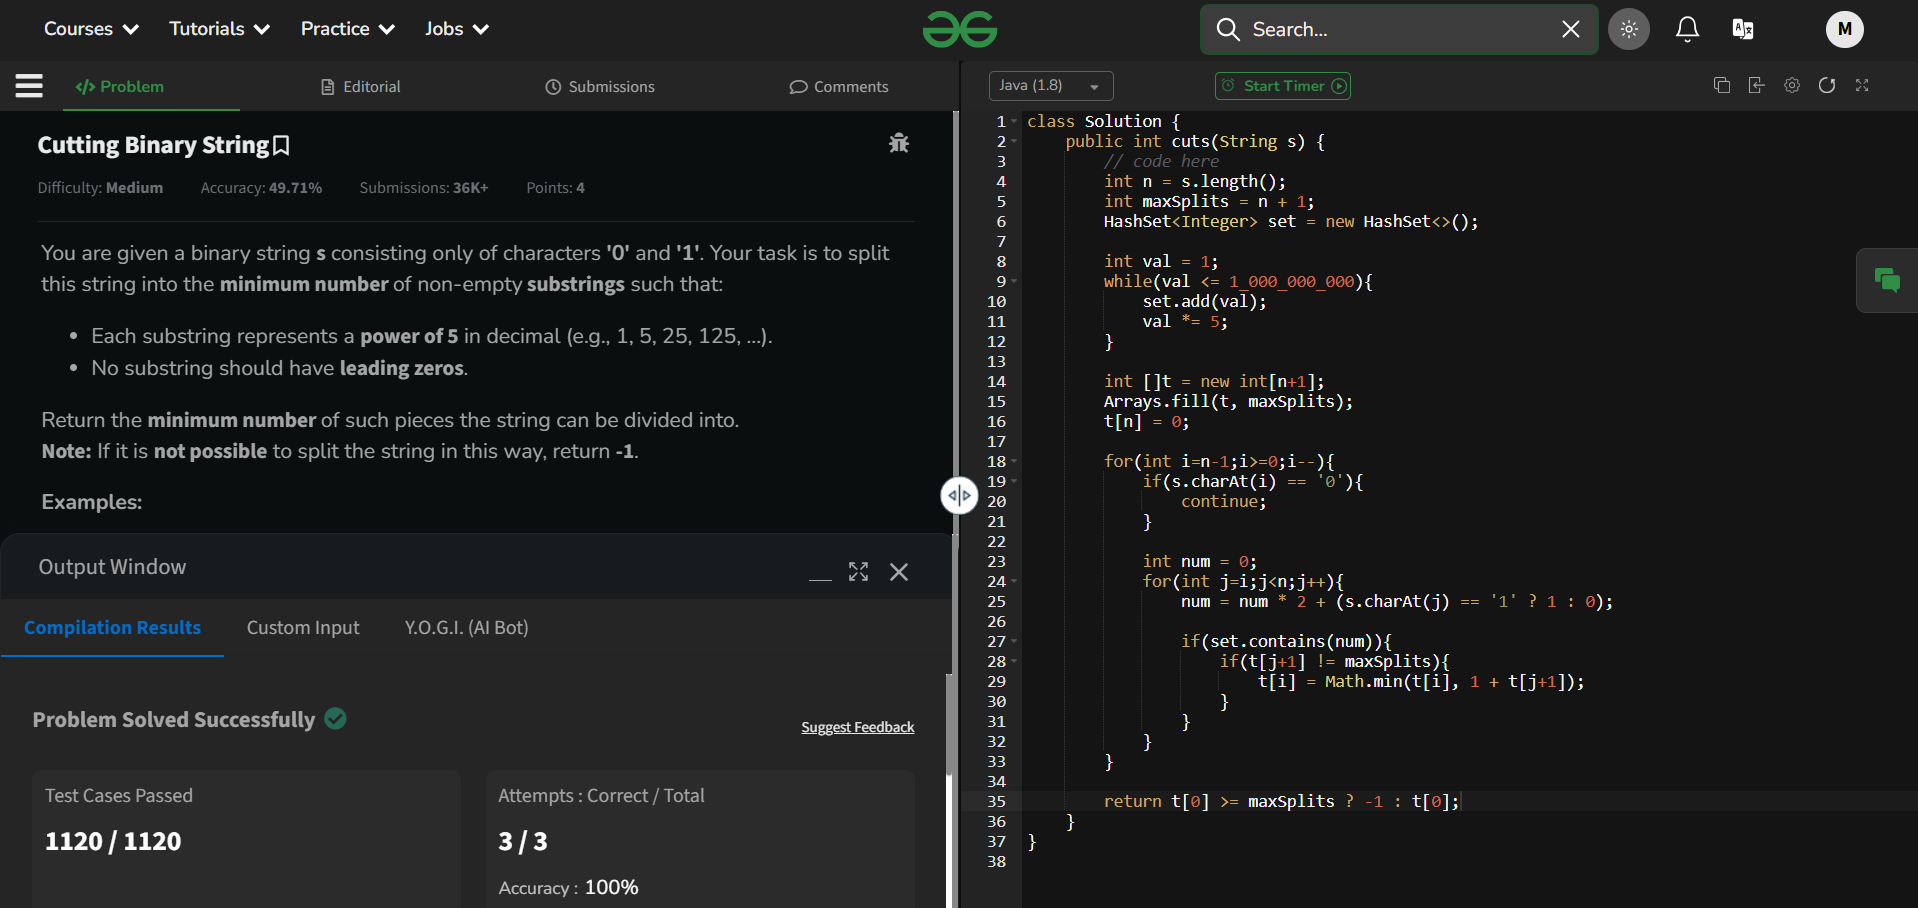 Courses Tutorials Practice Jobs Search... M
Problem Editorial Submissions Comments Java (1.8) Start Timer
Cutting Binary String
Difficulty: Medium Accuracy: 49.71% Submissions: 36K+ Points: 4
You are given a binary string s consisting only of characters '0' and '1'. Your task is to split
this string into the minimum number of non-empty substrings such that:
• Each substring represents a power of 5 in decimal (e.g., 1, 5, 25, 125, ...).
• No substring should have leading zeros.
Return the minimum number of such pieces the string can be divided into.
Note: If it is not possible to split the string in this way, return -1.
Examples:
Output Window
Compilation Results Custom Input Y.O.G.I. (AI Bot)
Problem Solved Successfully
Suggest Feedback
Test Cases Passed
1120 / 1120
Attempts : Correct / Total
3 / 3
Accuracy : 100%
1 class Solution {
2 public int cuts(String s) {
3 // code here
4 int n = s.length();
5 int maxSplits = n + 1;
6 HashSet<Integer> set = new HashSet<>();
7
8 int val = 1;
9 while(val <= 1_000_000_000){
10 set.add(val);
11 val *= 5;
12 }
13
14 int []t = new int[n+1];
15 Arrays.fill(t, maxSplits);
16 t[n] = 0;
17
18 for(int i=n-1;i>=0;i--){
19 if(s.charAt(i) == '0'){
20 continue;
21 }
22
23 int num = 0;
24 for(int j=i;j<n;j++){
25 num = num * 2 + (s.charAt(j) == '1' ? 1 : 0);
26
27 if(set.contains(num)){
28 if(t[j+1] != maxSplits){
29 t[i] = Math.min(t[i], 1 + t[j+1]);
30 }
31 }
32 }
33 }
34
35 return t[0] >= maxSplits ? -1 : t[0];
36 }
37 }
38